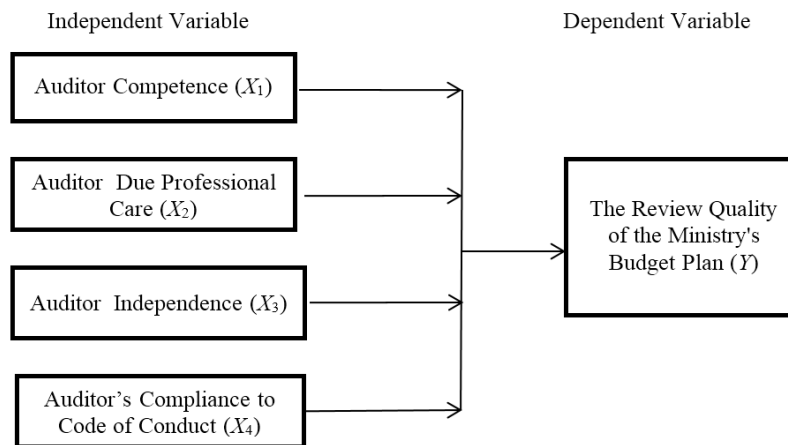 Independent Variable
Dependent Variable
Auditor Competence (X1)
Auditor Due Professional
Care (X2)
Auditor Independence (X3)
Auditor’s Compliance to
Code of Conduct (X4)
The Review Quality
of the Ministry's
Budget Plan (Y)